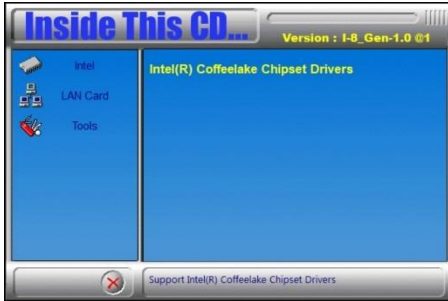 Inside This CD...
Version : I-8_Gen-1.0 @1
Intel
LAN Card
Tools
Intel(R) Coffeelake Chipset Drivers
Support Intel(R) Coffeelake Chipset Drivers